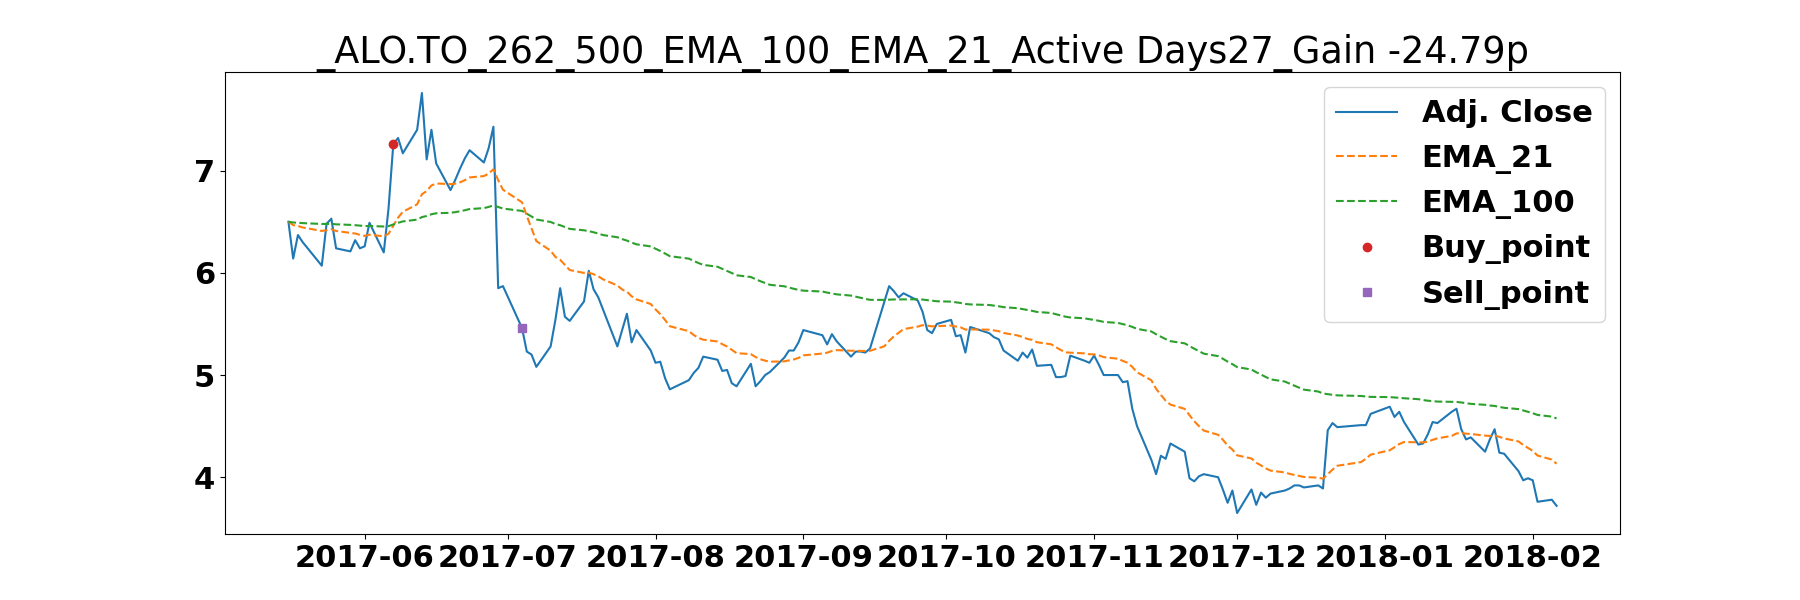 _ALO.TO_262_500_EMA_100_EMA_21_Active Days27_Gain -24.79p
Adj. Close
EMA_21
EMA_100
Buy_point
Sell_point
7
6
5
4
2017-06 2017-07 2017-08 2017-09 2017-10 2017-11 2017-12 2018-01 2018-02